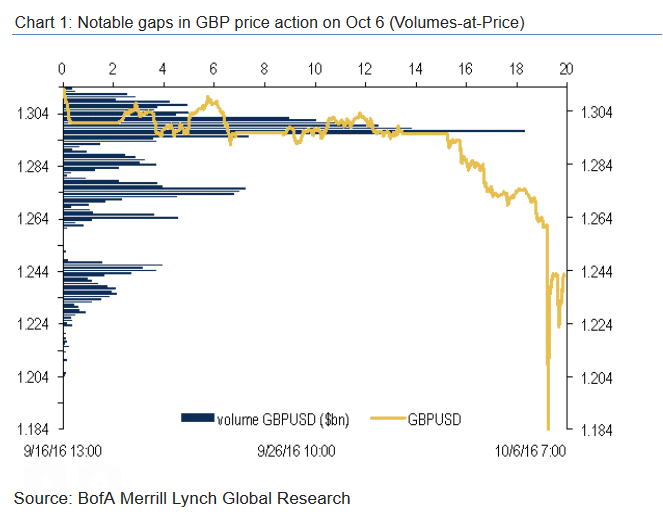 Chart 1: Notable gaps in GBP price action on Oct 6 (Volumes-at-Price)
0 2 4 6 8 10 12 14 16 18 20
1.304 1.304
1.284 1.284
1.264 1.264
1.244 1.244
1.224 1.224
1.204 1.204
volume GBPUSD ($bn) GBPUSD
1.184 1.184
9/16/16 13:00 9/26/16 10:00 10/6/16 7:00
Source: BofA Merrill Lynch Global Research